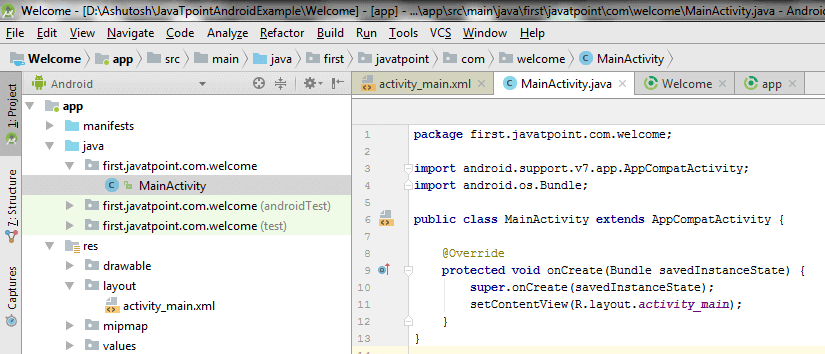 Welcome - [D:\Ashutosh\JavaTpointAndroidExample\Welcome] - [app] - ...\app\src\main\java\first\javatpoint\com\welcome\MainActivity.java - Andro
File Edit View Navigate Code Analyze Refactor Build Run Tools VCS Window Help
Welcome app src main java first javatpoint com welcome MainActivity
1: Project
7: Structure
Captures
Android
app
manifests
java
first.javatpoint.com.welcome
MainActivity
first.javatpoint.com.welcome (androidTest)
first.javatpoint.com.welcome (test)
res
drawable
layout
activity_main.xml
mipmap
values
activity_main.xml MainActivity.java Welcome app
1 package first.javatpoint.com.welcome;
2
3 import android.support.v7.app.AppCompatActivity;
4 import android.os.Bundle;
5
6 public class MainActivity extends AppCompatActivity {
7
8 @Override
9 protected void onCreate(Bundle savedInstanceState) {
10 super.onCreate(savedInstanceState);
11 setContentView(R.layout.activity_main);
12 }
13 }
14